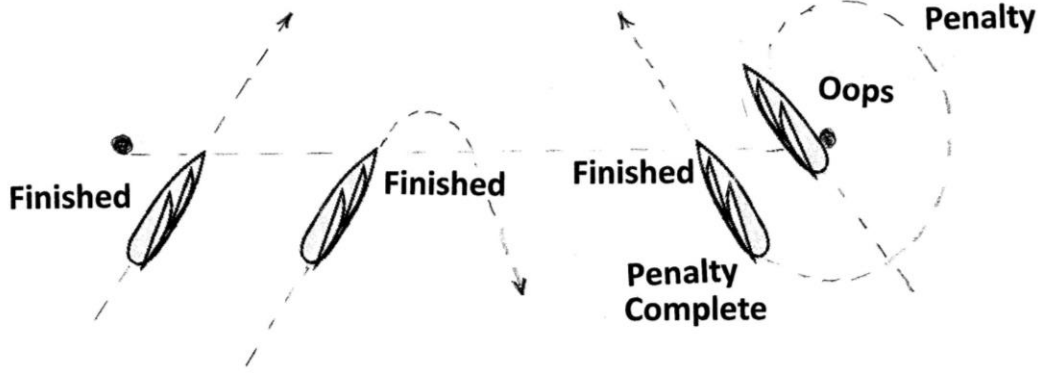 Penalty
Oops
Finished
Finished
Finished
Penalty
Complete